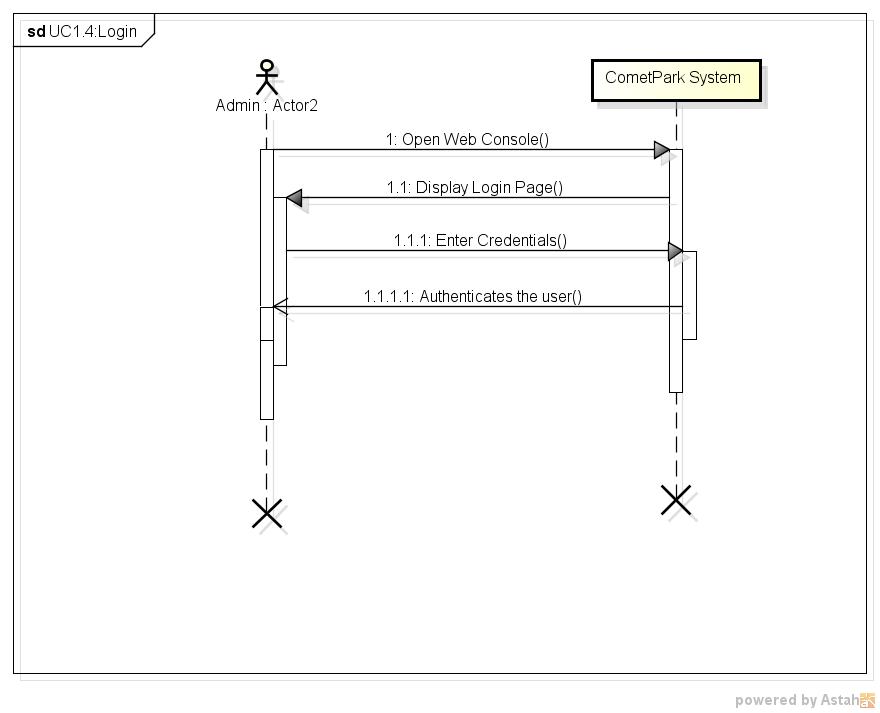 sd UC1.4:Login
Admin : Actor2
CometPark System
1: Open Web Console()
1.1: Display Login Page()
1.1.1: Enter Credentials()
1.1.1.1: Authenticates the user()
powered by Astah